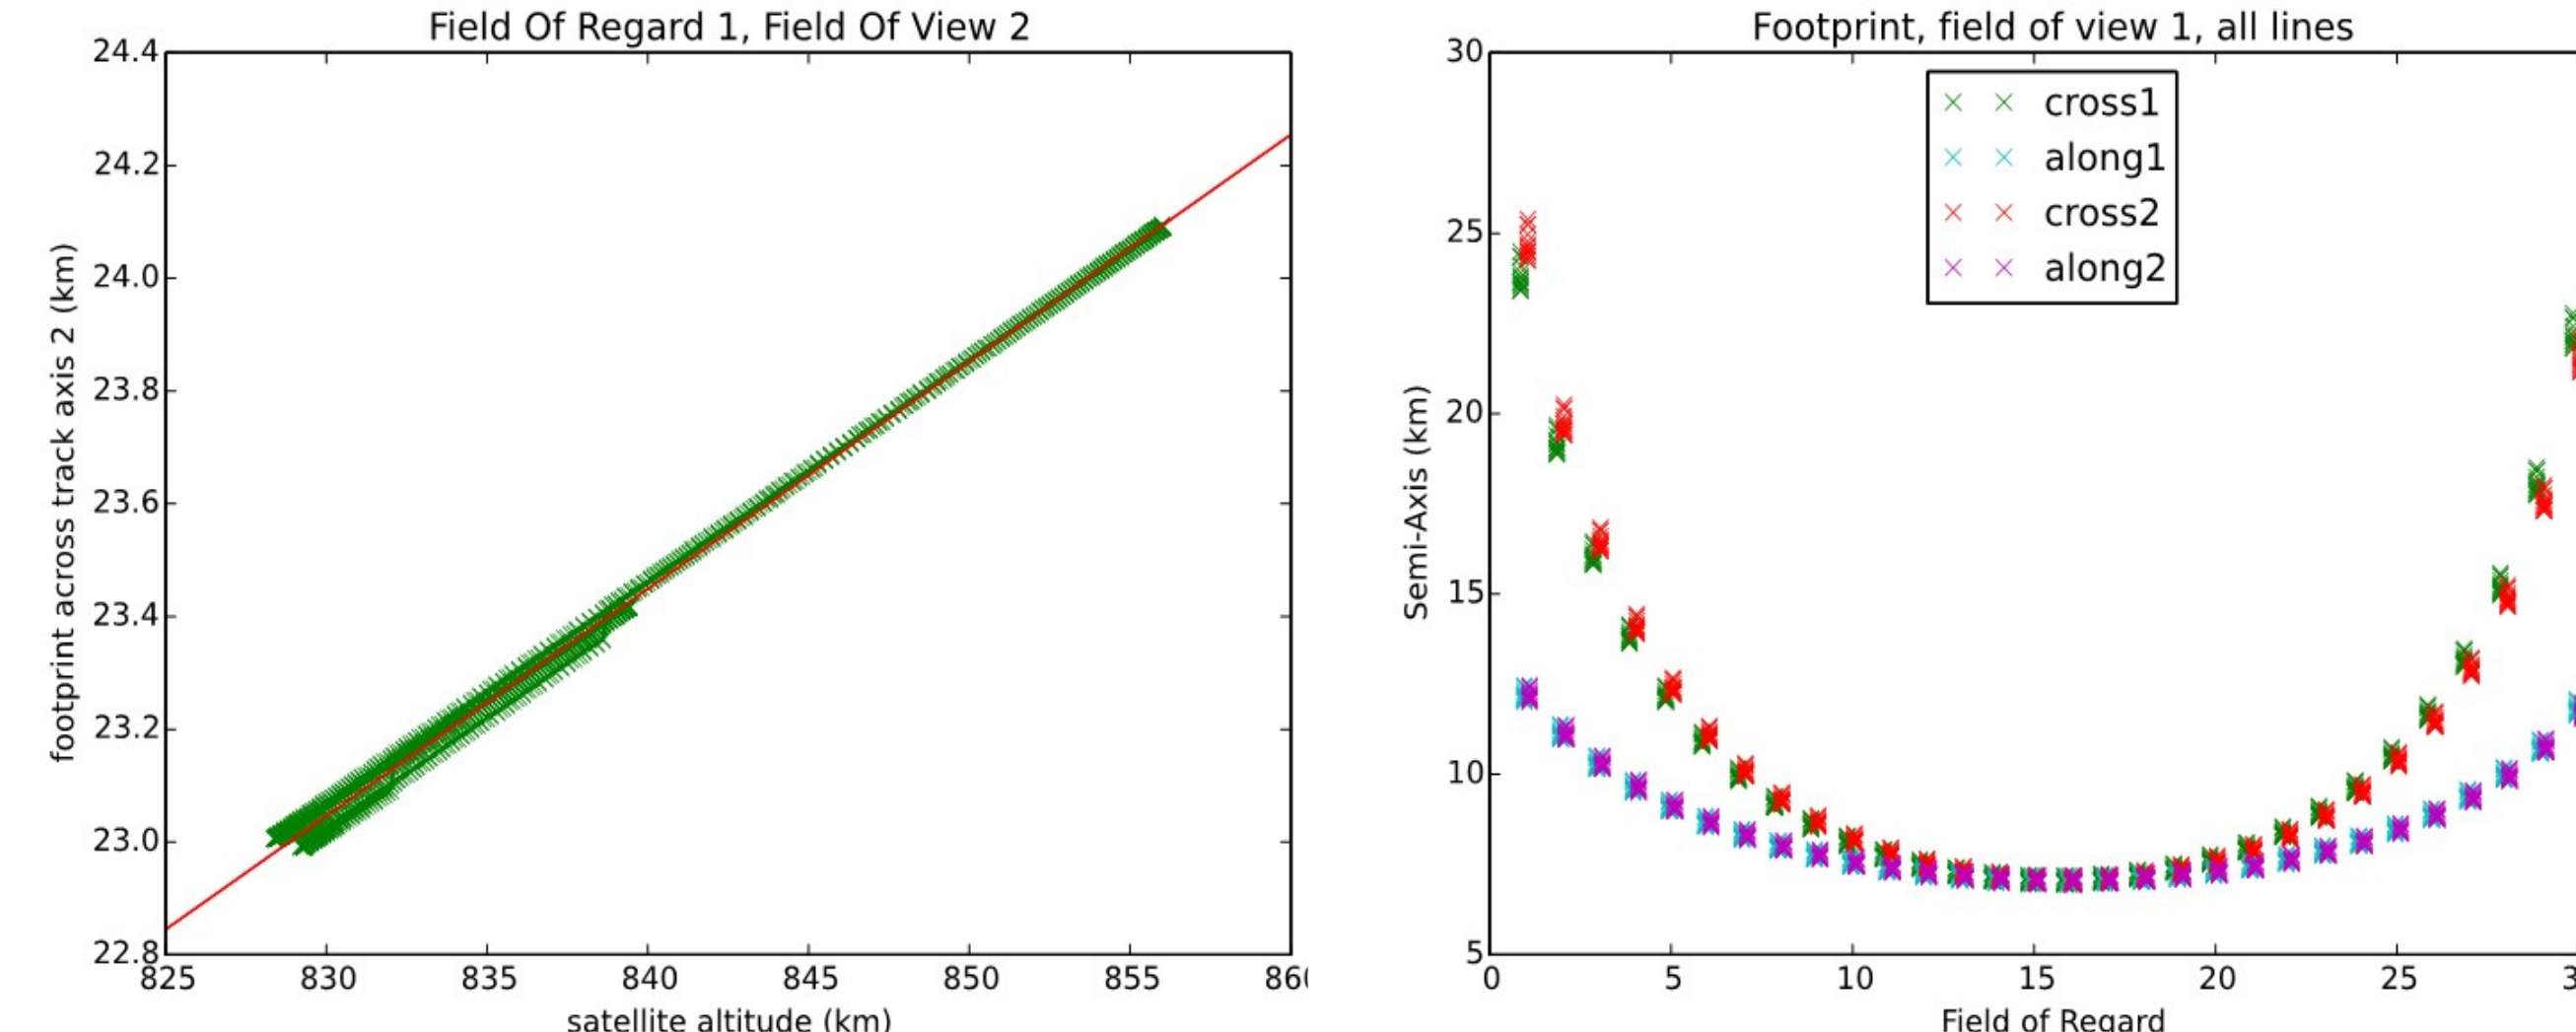 Field Of Regard 1, Field Of View 2
24.4
24.2
24.0
23.8
23.6
23.4
23.2
23.0
22.8
footprint across track axis 2 (km)
825 830 835 840 845 850 855 860
satellite altitude (km)
Footprint, field of view 1, all lines
30
25
20
15
10
5
Semi-Axis (km)
cross1
along1
cross2
along2
0 5 10 15 20 25 3
Field of Regard